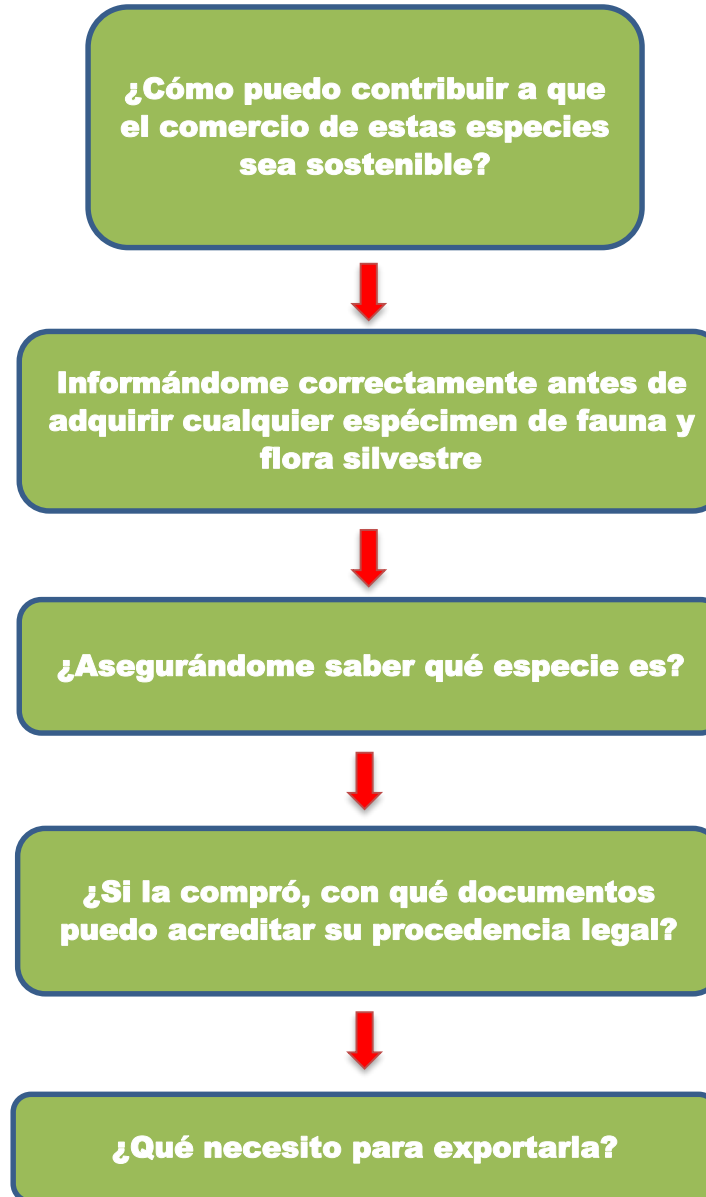 ¿Cómo puedo contribuir a que
el comercio de estas especies
sea sostenible?
Informándome correctamente antes de
adquirir cualquier espécimen de fauna y
flora silvestre
¿Asegurándome saber qué especie es?
¿Si la compró, con qué documentos
puedo acreditar su procedencia legal?
¿Qué necesito para exportarla?